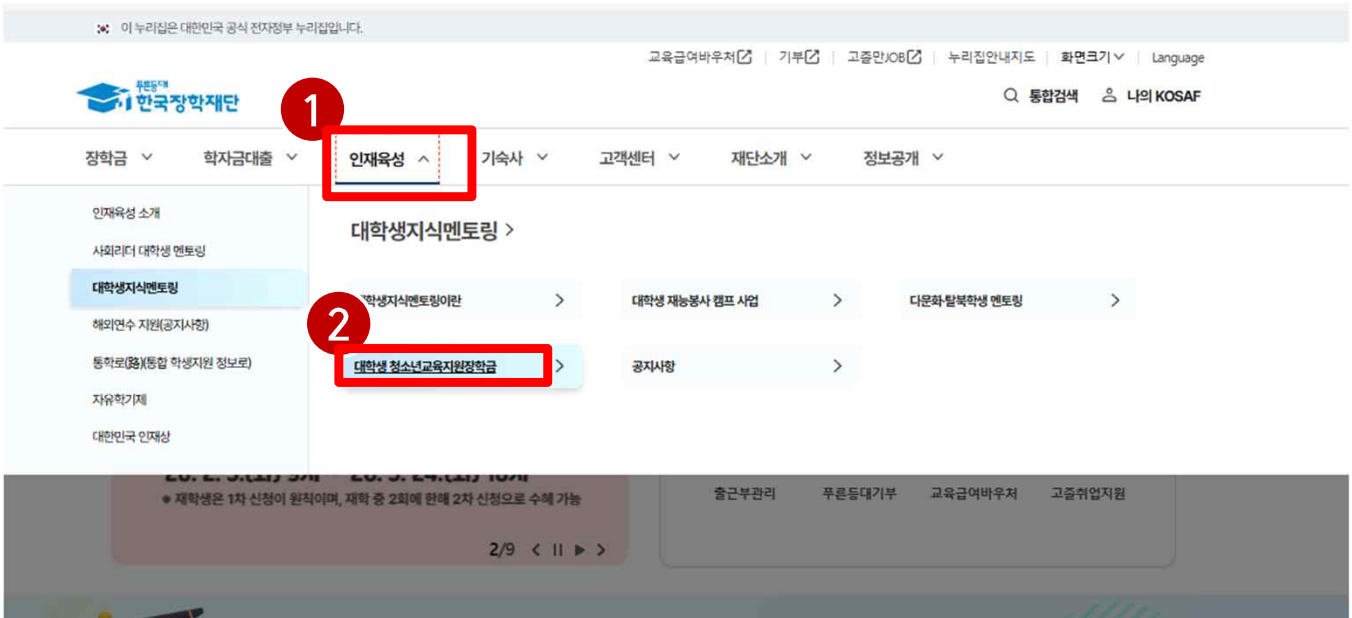 이 누리집은 대한민국 공식 전자정부 누리집입니다.
교육급여바우처 기부 고졸만JOB 누리집안내지도 화면크기 Language
푸른등대
한국장학재단
통합검색 나의 KOSAF
1
장학금 학자금대출 인재육성 기숙사 고객센터 재단소개 정보공개
인재육성 소개
사회리더 대학생 멘토링
대학생지식멘토링
해외연수 지원(공지사항)
통학로(路)(통합 학생지원 정보로)
자유학기제
대한민국 인재상
대학생지식멘토링 >
대학생지식멘토링이란 >
대학생 재능봉사 캠프 사업 >
다문화·탈북학생 멘토링 >
2
대학생 청소년교육지원장학금 >
공지사항 >
※ 재학생은 1차 신청이 원칙이며, 재학 중 2회에 한해 2차 신청으로 수혜 가능
2/9
출근부관리 푸른등대기부 교육급여바우처 고졸취업지원